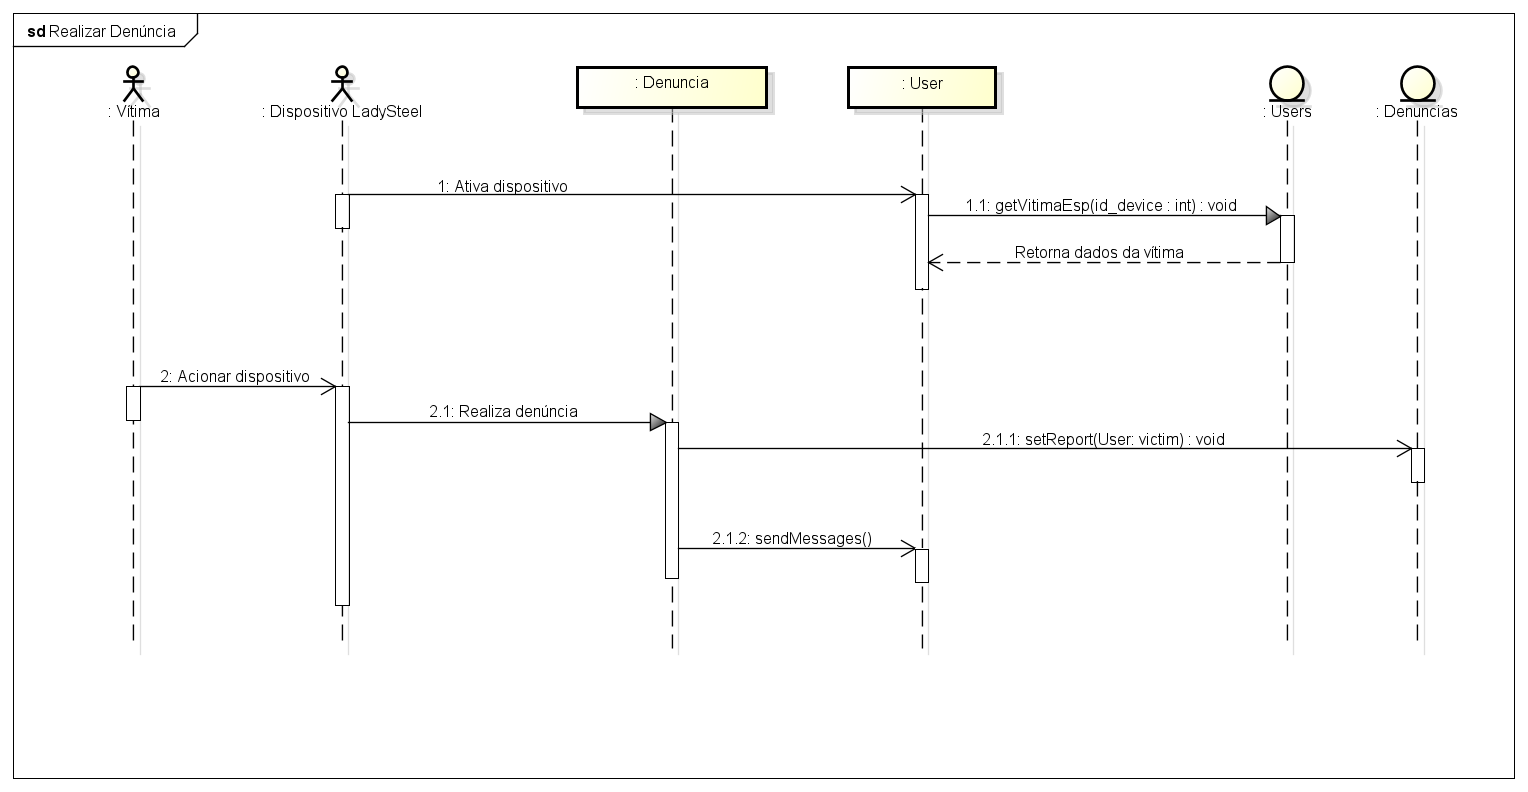 sd Realizar Denúncia
: Vítima
: Dispositivo LadySteel
: Denuncia
: User
: Users
: Denuncias
1: Ativa dispositivo
1.1: getVitimaEsp(id_device : int) : void
Retorna dados da vítima
2: Acionar dispositivo
2.1: Realiza denúncia
2.1.1: setReport(User: victim) : void
2.1.2: sendMessages()